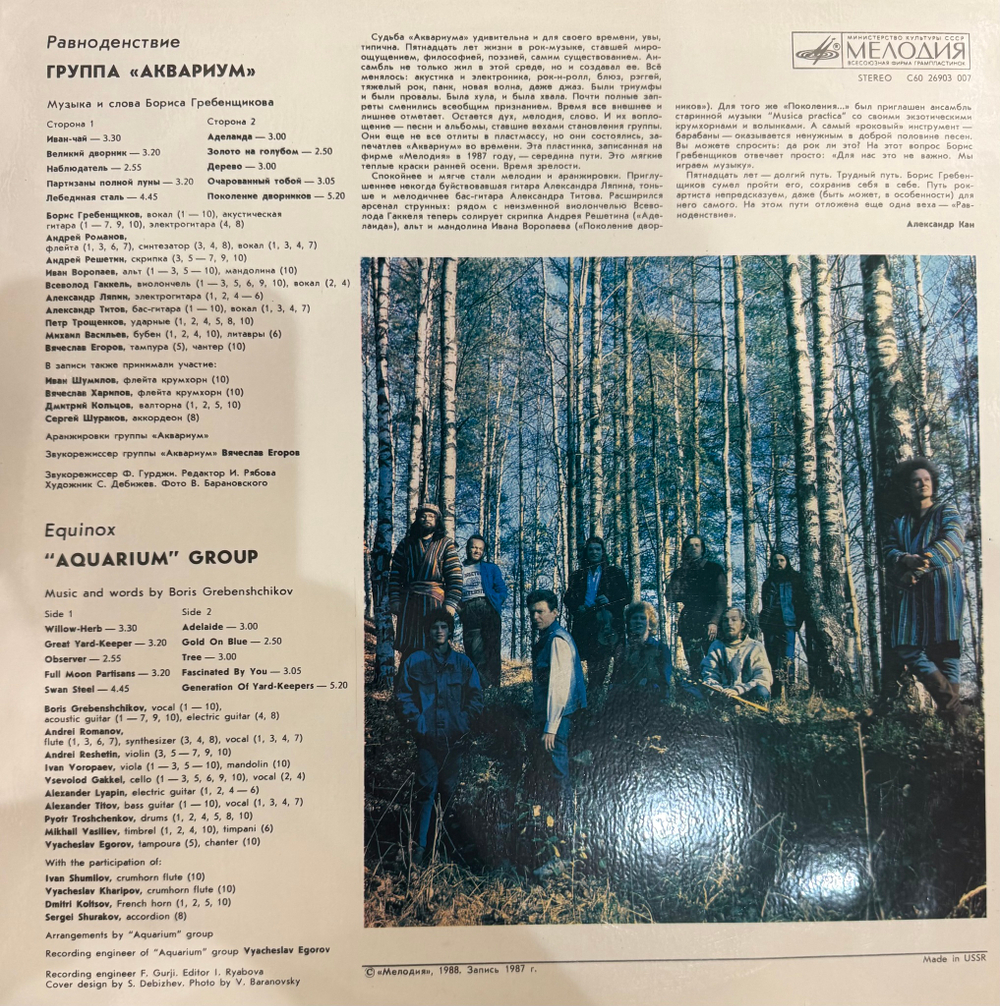 Равноденствие
ГРУППА «АКВАРИУМ»
Музыка и слова Бориса Гребенщикова
Сторона 1
Иван-чай — 3.30
Великий дворник — 3.20
Наблюдатель — 2.55
Партизаны полной луны — 3.20
Лебединая сталь — 4.45
Сторона 2
Аделаида — 3.00
Золото на голубом — 2.50
Дерево — 3.00
Очарованный тобой — 3.05
Поколение дворников — 5.20
Борис Гребенщиков, вокал (1 — 10), акустическая
гитара (1 — 7, 9, 10), электрогитара (4, 8)
Андрей Романов,
флейта (1, 3, 6, 7), синтезатор (3, 4, 8), вокал (1, 3, 4, 7)
Андрей Решетин, скрипка (3, 5 — 7, 9, 10)
Иван Воропаев, альт (1 — 3, 5 — 10), мандолина (10)
Всеволод Гаккель, виолончель (1 — 3, 5, 6, 9, 10), вокал (2, 4)
Александр Ляпин, электрогитара (1, 2, 4 — 6)
Александр Титов, бас-гитара (1 — 10), вокал (1, 3, 4, 7)
Петр Трощенков, ударные (1, 2, 4, 5, 8, 10)
Михаил Васильев, бубен (1, 2, 4, 10), литавры (6)
Вячеслав Егоров, тампура (5), чантер (10)
В записи также принимали участие:
Иван Шумилов, флейта крумхорн (10)
Вячеслав Харипов, флейта крумхорн (10)
Дмитрий Кольцов, валторна (1, 2, 5, 10)
Сергей Шураков, аккордеон (8)
Аранжировки группы «Аквариум»
Звукорежиссер группы «Аквариум» Вячеслав Егоров
Звукорежиссер Ф. Гурджи. Редактор И. Рябова
Художник С. Дебижев. Фото В. Барановского
Equinox
“AQUARIUM” GROUP
Music and words by Boris Grebenshchikov
Side 1
Willow-Herb — 3.30
Great Yard-Keeper — 3.20
Observer — 2.55
Full Moon Partisans — 3.20
Swan Steel — 4.45
Side 2
Adelaide — 3.00
Gold On Blue — 2.50
Tree — 3.00
Fascinated By You — 3.05
Generation Of Yard-Keepers — 5.20
Boris Grebenshchikov, vocal (1 — 10),
acoustic guitar (1 — 7, 9, 10), electric guitar (4, 8)
Andrei Romanov,
flute (1, 3, 6, 7), synthesizer (3, 4, 8), vocal (1, 3, 4, 7)
Andrei Reshetin, violin (3, 5 — 7, 9, 10)
Ivan Voropaev, viola (1 — 3, 5 — 10), mandolin (10)
Vsevolod Gakkel, cello (1 — 3, 5, 6, 9, 10), vocal (2, 4)
Alexander Lyapin, electric guitar (1, 2, 4 — 6)
Alexander Titov, bass guitar (1 — 10), vocal (1, 3, 4, 7)
Pyotr Troshchenkov, drums (1, 2, 4, 5, 8, 10)
Mikhail Vasiliev, timbrel (1, 2, 4, 10), timpani (6)
Vyacheslav Egorov, tampoura (5), chanter (10)
With the participation of:
Ivan Shumilov, crumhorn flute (10)
Vyacheslav Kharipov, crumhorn flute (10)
Dmitri Koltsov, French horn (1, 2, 5, 10)
Sergei Shurakov, accordion (8)
Arrangements by “Aquarium” group
Recording engineer of “Aquarium” group Vyacheslav Egorov
Recording engineer F. Gurji. Editor I. Ryabova
Cover design by S. Debizhev. Photo by V. Baranovsky
Судьба «Аквариума» удивительна и для своего времени, увы,
типична. Пятнадцать лет жизни в рок-музыке, ставшей миро-
ощущением, философией, поэзией, самим существованием. Ан-
самбль не только жил в этой среде, но и создавал ее. Всё
менялось: акустика и электроника, рок-н-ролл, блюз, рэггей,
тяжелый рок, панк, новая волна, даже джаз. Были триумфы
и были провалы. Была хула, и была хвала. Почти полные зап-
реты сменились всеобщим признанием. Время все внешнее и
лишнее отметает. Остается дух, мелодия, слово. И их вопло-
щение — песни и альбомы, ставшие вехами становления группы.
Они еще не все отлиты в пластмассу, но они состоялись, за-
печатлев «Аквариум» во времени. Эта пластинка, записанная на
фирме «Мелодия» в 1987 году, — средина пути. Это мягкие
теплые краски ранней осени. Время зрелости.
Спокойнее и мягче стали мелодии и аранжировки. Приглу-
шеннее некогда буйствовавшая гитара Александра Ляпина, тонь-
ше и мелодичнее бас-гитара Александра Титова. Расширился
арсенал струнных: рядом с неизменной виолончелью Всево-
лода Гаккеля теперь солирует скрипка Андрея Решетина («Аде-
лаида»), альт и мандолина Ивана Воропаева («Поколение двор-
МИНИСТЕРСТВО КУЛЬТУРЫ СССР
МЕЛОДИЯ
ВСЕСОЮЗНАЯ ФИРМА ГРАМПЛАСТИНОК
STEREO С60 26903 007
ников»). Для того же «Поколения...» был приглашен ансамбль
старинной музыки "Musica practica" со своими экзотическими
крумхорнами и волынками. А самый «роковый» инструмент —
барабаны — оказывается ненужным в доброй половине песен.
Вы можете спросить: да рок ли это? На этот вопрос Борис
Гребенщиков отвечает просто: «Для нас это не важно. Мы
играем музыку».
Пятнадцать лет — долгий путь. Трудный путь. Борис Гребен-
щиков сумел пройти его, сохранив себя в себе. Путь рок-
артиста непредсказуем, даже (быть может, в особенности) для
него самого. На этом пути отложена еще одна веха — «Рав-
ноденствие».
Александр Кан
© «Мелодия», 1988. Запись 1987 г.
Made in USSR